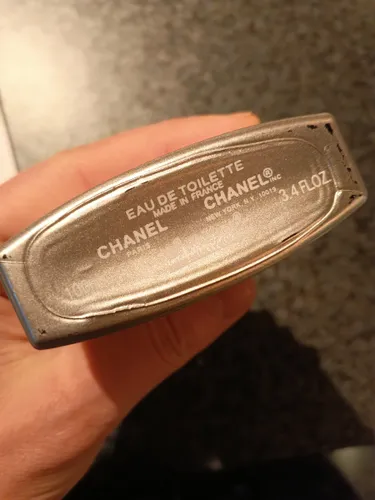 EAU DE TOILETTE
MADE IN FRANCE
CHANEL CHANEL® INC
PARIS NEW YORK, N.Y. 10019
3.4 FL.OZ.